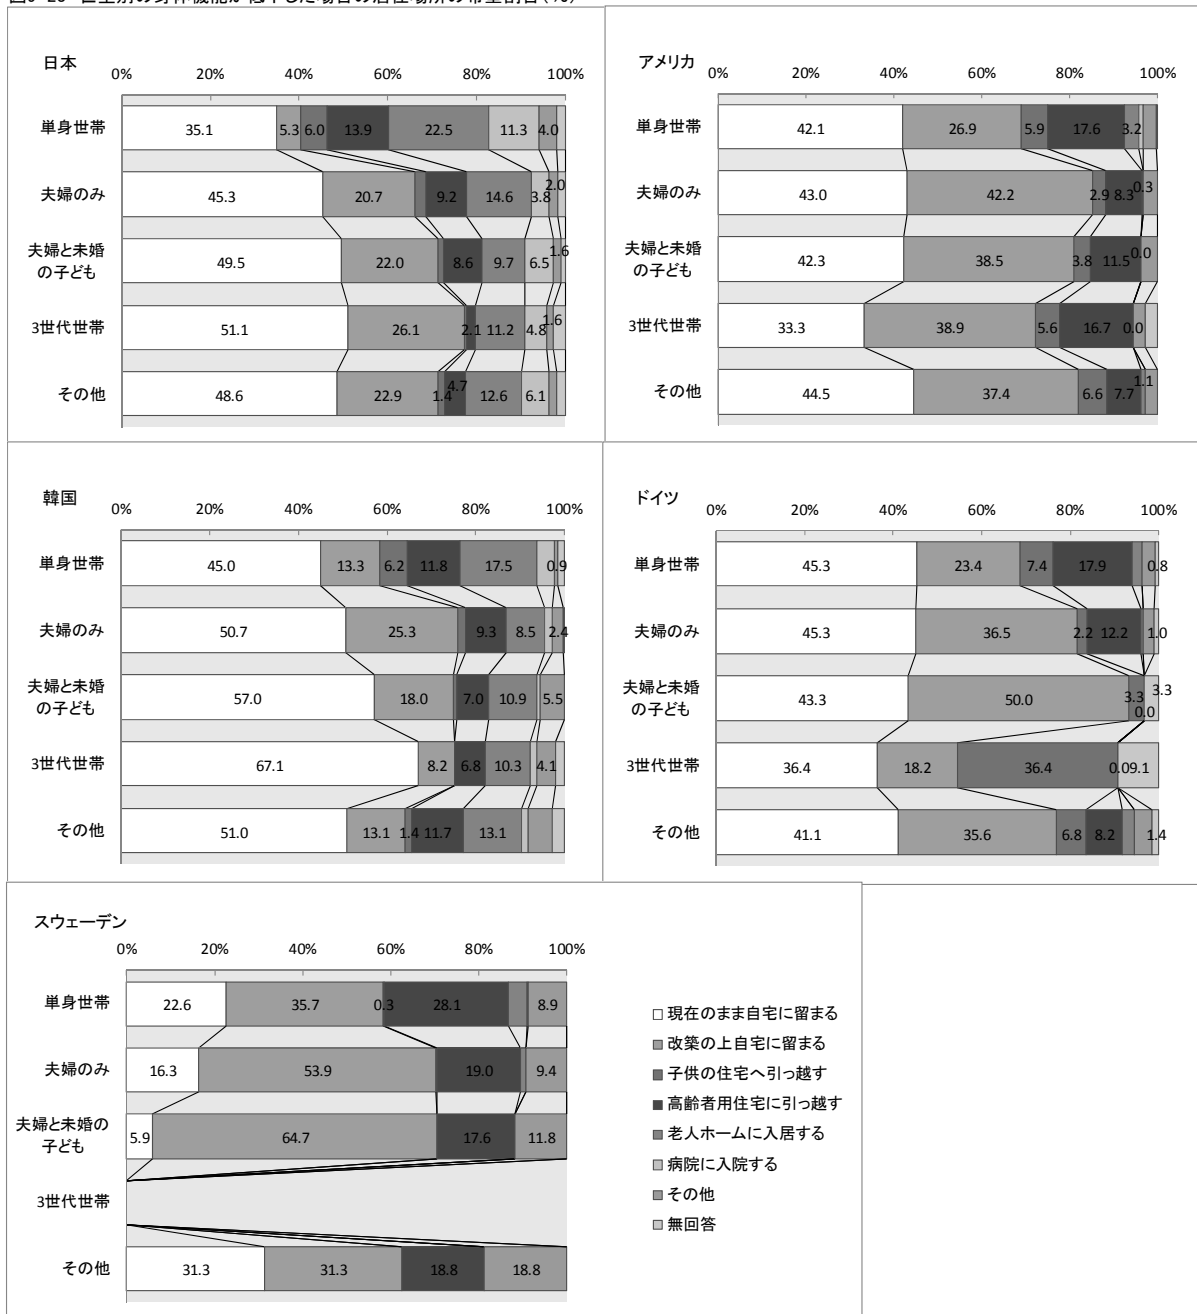 日本
0% 20% 40% 60% 80% 100%
単身世帯 35.1 5.3 6.0 13.9 22.5 11.3 4.0
夫婦のみ 45.3 20.7 9.2 14.6 3.8 2.0
夫婦と未婚
の子ども 49.5 22.0 8.6 9.7 6.5 1.6
3世代世帯 51.1 26.1 2.1 11.2 4.8 1.6
その他 48.6 22.9 1.4 4.7 12.6 6.1
アメリカ
0% 20% 40% 60% 80% 100%
単身世帯 42.1 26.9 5.9 17.6 3.2
夫婦のみ 43.0 42.2 2.9 8.3 0.3
夫婦と未婚
の子ども 42.3 38.5 3.8 11.5 0.0
3世代世帯 33.3 38.9 5.6 16.7 0.0
その他 44.5 37.4 6.6 7.7 1.1
韓国
0% 20% 40% 60% 80% 100%
単身世帯 45.0 13.3 6.2 11.8 17.5 0.9
夫婦のみ 50.7 25.3 9.3 8.5 2.4
夫婦と未婚
の子ども 57.0 18.0 7.0 10.9 5.5
3世代世帯 67.1 8.2 6.8 10.3 4.1
その他 51.0 13.1 1.4 11.7 13.1
ドイツ
0% 20% 40% 60% 80% 100%
単身世帯 45.3 23.4 7.4 17.9 0.8
夫婦のみ 45.3 36.5 2.2 12.2 1.0
夫婦と未婚
の子ども 43.3 50.0 3.3 0.0 3.3
3世代世帯 36.4 18.2 36.4 0.0 9.1
その他 41.1 35.6 6.8 8.2 1.4
スウェーデン
0% 20% 40% 60% 80% 100%
単身世帯 22.6 35.7 0.3 28.1 8.9
夫婦のみ 16.3 53.9 19.0 9.4
夫婦と未婚の
子ども 5.9 64.7 17.6 11.8
3世代世帯
その他 31.3 31.3 18.8 18.8
現在のまま自宅に留まる
改築の上自宅に留まる
子供の住宅へ引っ越す
高齢者用住宅に引っ越す
老人ホームに入居する
病院に入院する
その他
無回答